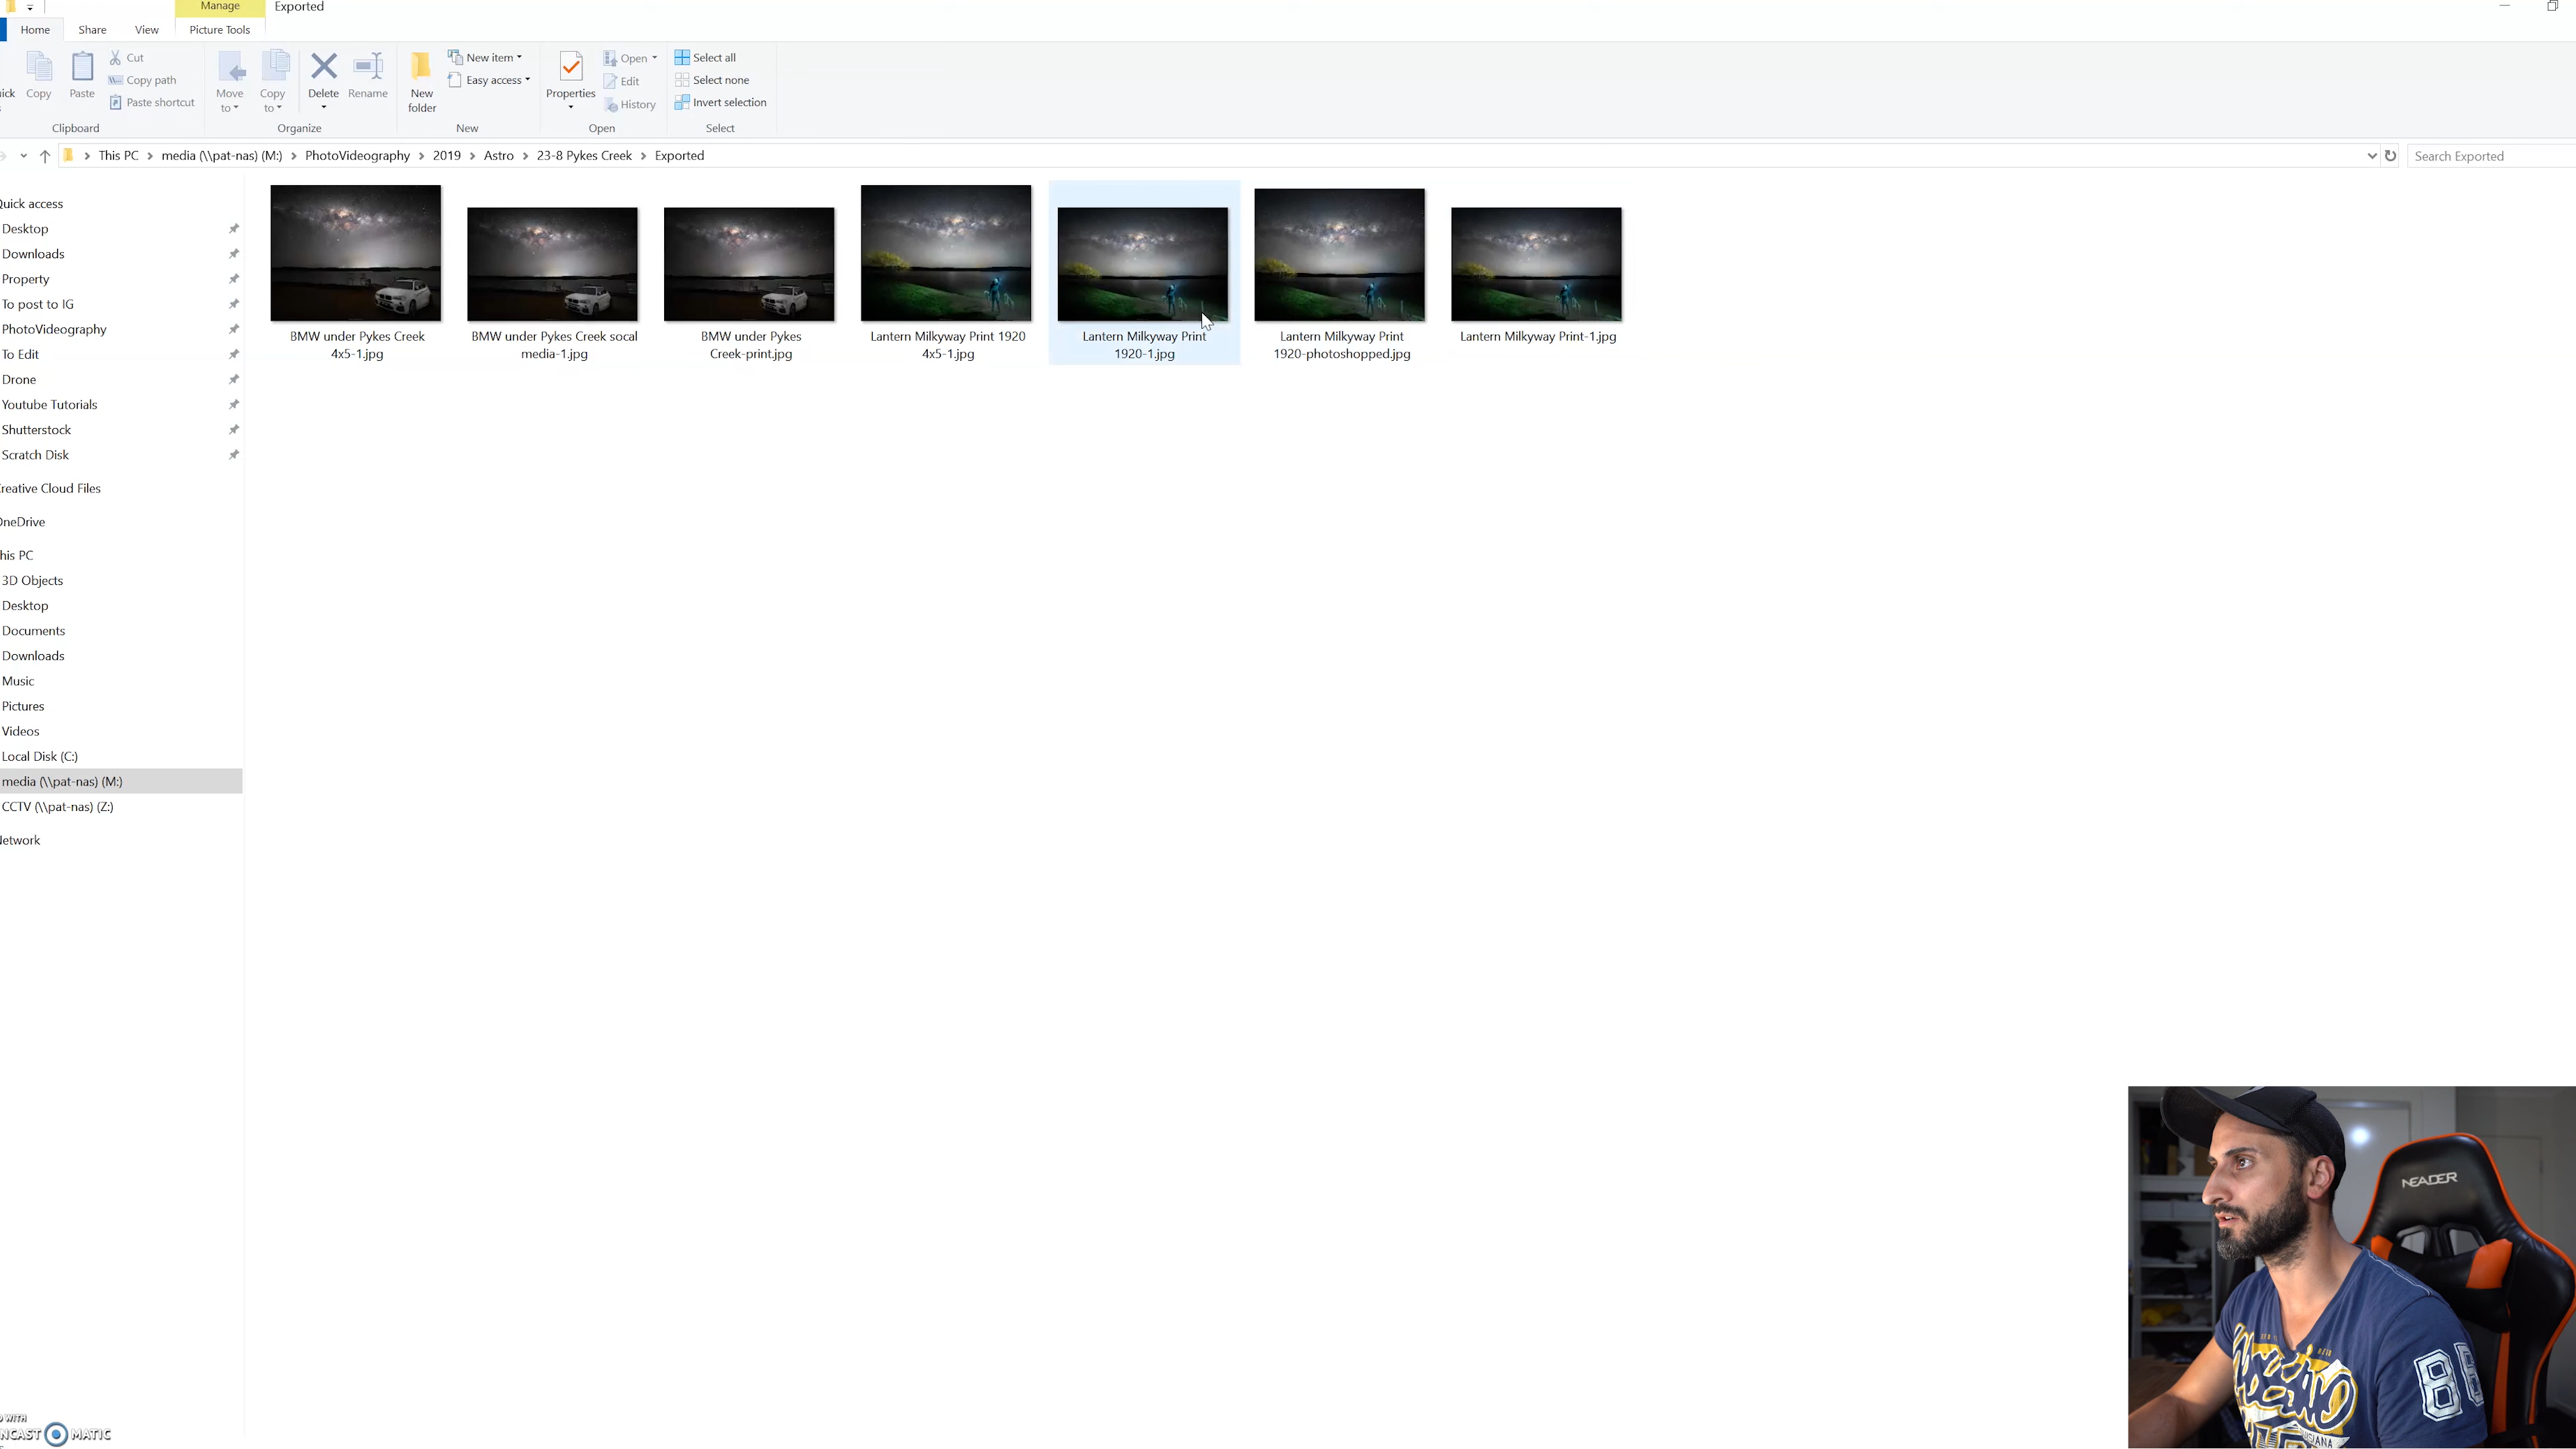 Manage
Exported
Home
Share
View
Picture Tools
Copy
Paste
Cut
Copy path
Paste shortcut
Clipboard
Move to
Copy to
Delete
Rename
Organize
New folder
New item
Easy access
New
Properties
Open
Edit
History
Open
Select all
Select none
Invert selection
Select
This PC > media (\\pat-nas) (M:) > PhotoVideography > 2019 > Astro > 23-8 Pykes Creek > Exported
Search Exported
Quick access
Desktop
Downloads
Property
To post to IG
PhotoVideography
To Edit
Drone
Youtube Tutorials
Shutterstock
Scratch Disk
reative Cloud Files
OneDrive
his PC
3D Objects
Desktop
Documents
Downloads
Music
Pictures
Videos
Local Disk (C:)
media (\\pat-nas) (M:)
CCTV (\\pat-nas) (Z:)
etwork
BMW under Pykes Creek
4x5-1.jpg
BMW under Pykes Creek socal
media-1.jpg
BMW under Pykes
Creek-print.jpg
Lantern Milkyway Print 1920
4x5-1.jpg
Lantern Milkyway Print
1920-1.jpg
Lantern Milkyway Print
1920-photoshopped.jpg
Lantern Milkyway Print-1.jpg
NEADER
WITH
NCAST MATIC